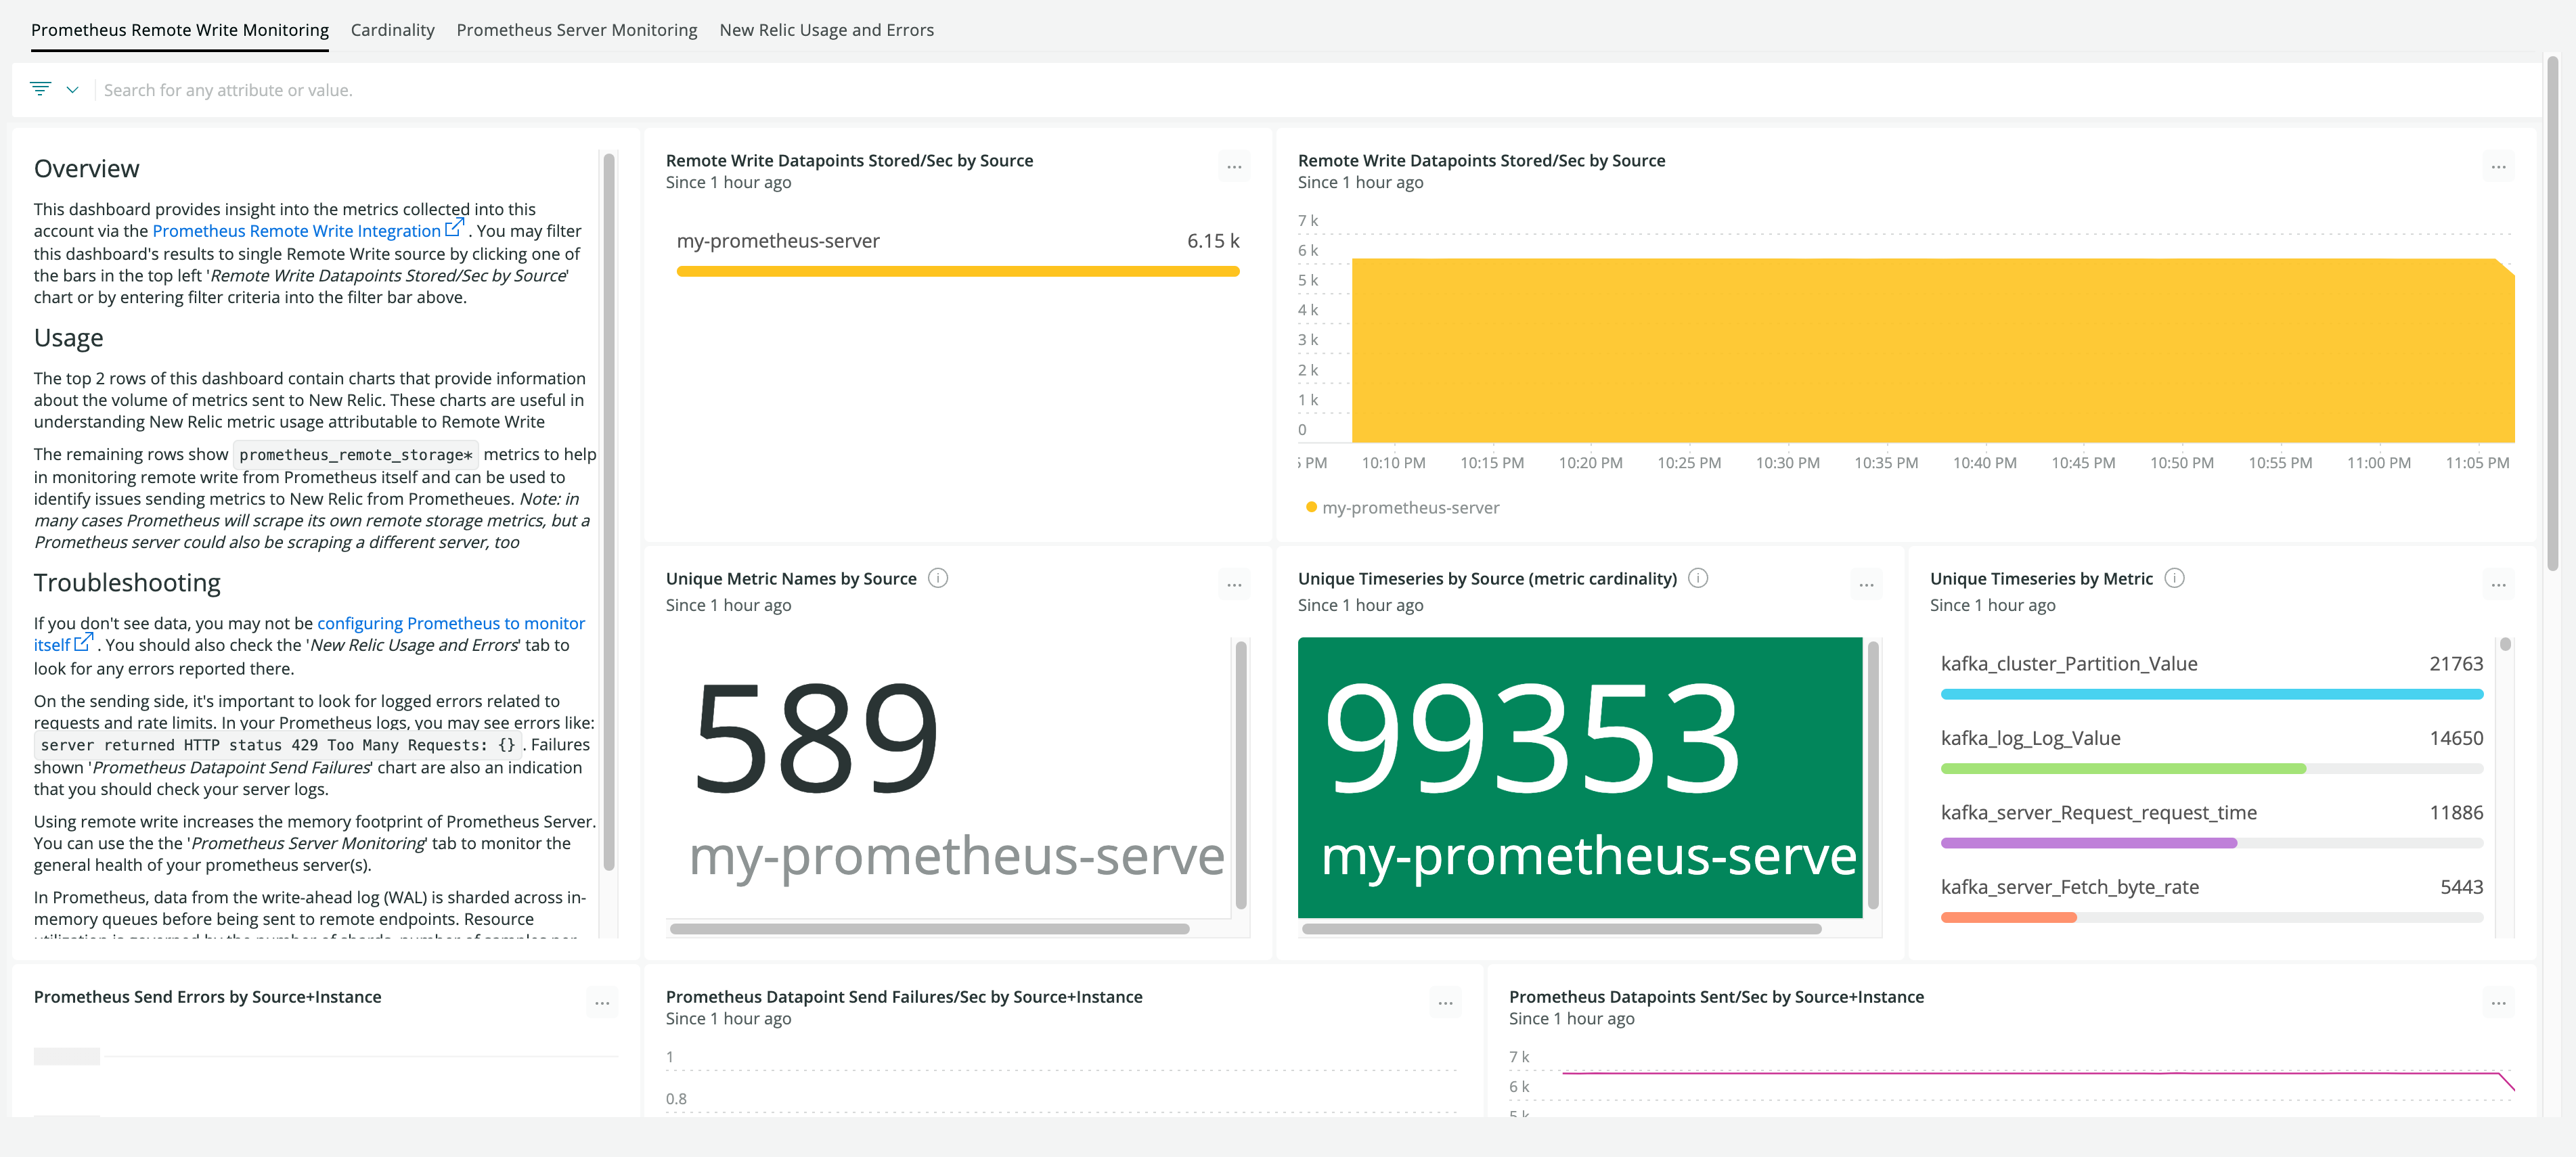 Prometheus Remote Write Monitoring
Cardinality
Prometheus Server Monitoring
New Relic Usage and Errors
Search for any attribute or value.
Overview
This dashboard provides insight into the metrics collected into this
account via the Prometheus Remote Write Integration . You may filter
this dashboard's results to single Remote Write source by clicking one of
the bars in the top left 'Remote Write Datapoints Stored/Sec by Source'
chart or by entering filter criteria into the filter bar above.
Usage
The top 2 rows of this dashboard contain charts that provide information
about the volume of metrics sent to New Relic. These charts are useful in
understanding New Relic metric usage attributable to Remote Write
The remaining rows show prometheus_remote_storage* metrics to help
in monitoring remote write from Prometheus itself and can be used to
identify issues sending metrics to New Relic from Prometheues. Note: in
many cases Prometheus will scrape its own remote storage metrics, but a
Prometheus server could also be scraping a different server, too
Troubleshooting
If you don't see data, you may not be configuring Prometheus to monitor
itself . You should also check the 'New Relic Usage and Errors' tab to
look for any errors reported there.
On the sending side, it's important to look for logged errors related to
requests and rate limits. In your Prometheus logs, you may see errors like:
server returned HTTP status 429 Too Many Requests: {} . Failures
shown 'Prometheus Datapoint Send Failures' chart are also an indication
that you should check your server logs.
Using remote write increases the memory footprint of Prometheus Server.
You can use the the 'Prometheus Server Monitoring' tab to monitor the
general health of your prometheus server(s).
In Prometheus, data from the write-ahead log (WAL) is sharded across in-
memory queues before being sent to remote endpoints. Resource
Remote Write Datapoints Stored/Sec by Source
Since 1 hour ago
my-prometheus-server 6.15 k
Remote Write Datapoints Stored/Sec by Source
Since 1 hour ago
7 k
6 k
5 k
4 k
3 k
2 k
1 k
0
5 PM 10:10 PM 10:15 PM 10:20 PM 10:25 PM 10:30 PM 10:35 PM 10:40 PM 10:45 PM 10:50 PM 10:55 PM 11:00 PM 11:05 PM
my-prometheus-server
Unique Metric Names by Source
Since 1 hour ago
589
my-prometheus-serve
Unique Timeseries by Source (metric cardinality)
Since 1 hour ago
99353
my-prometheus-serve
Unique Timeseries by Metric
Since 1 hour ago
kafka_cluster_Partition_Value 21763
kafka_log_Log_Value 14650
kafka_server_Request_request_time 11886
kafka_server_Fetch_byte_rate 5443
Prometheus Send Errors by Source+Instance
Prometheus Datapoint Send Failures/Sec by Source+Instance
Since 1 hour ago
1
0.8
Prometheus Datapoints Sent/Sec by Source+Instance
Since 1 hour ago
7 k
6 k
5 k